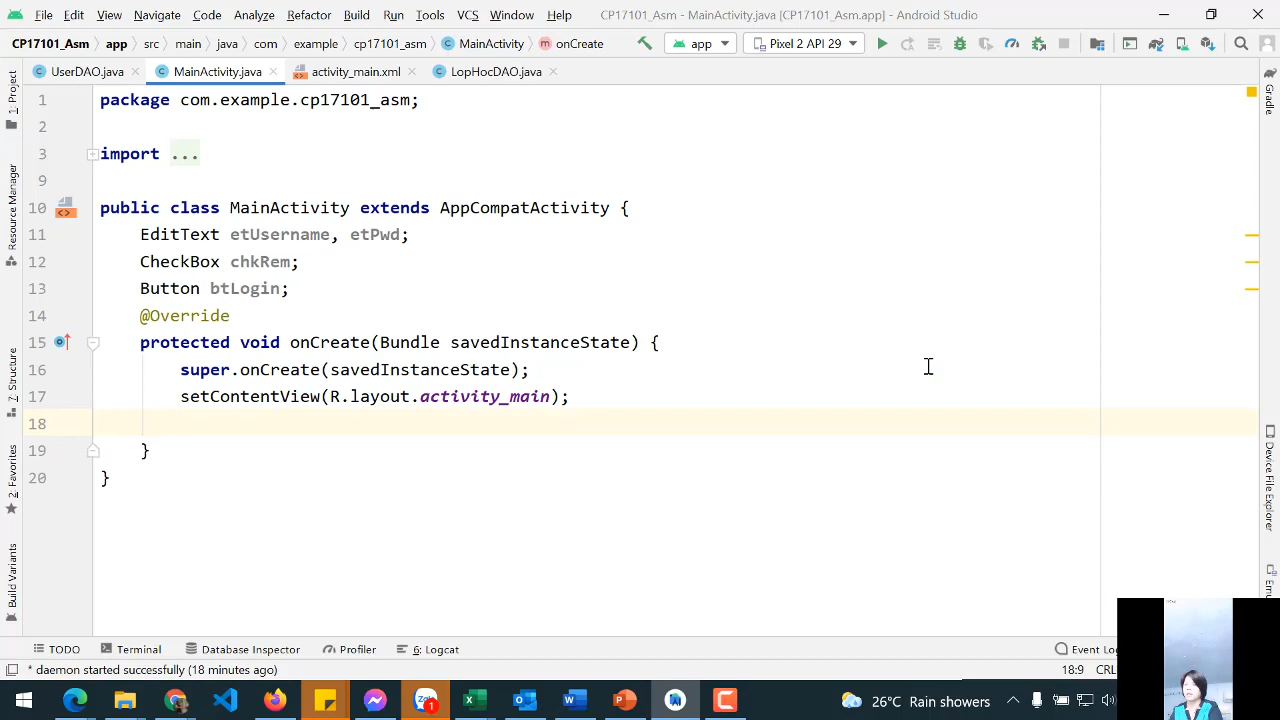 File Edit View Navigate Code Analyze Refactor Build Run Tools VCS Window Help CP17101_Asm - MainActivity.java [CP17101_Asm.app] - Android Studio
CP17101_Asm app src main java com example cp17101_asm MainActivity onCreate app Pixel 2 API 29
UserDAO.java MainActivity.java activity_main.xml LopHocDAO.java
1: Project
Resource Manager
Z: Structure
2: Favorites
Build Variants
Gradle
Device File Explorer
1 package com.example.cp17101_asm;
2
3 import ...
9
10 public class MainActivity extends AppCompatActivity {
11 EditText etUsername, etPwd;
12 CheckBox chkRem;
13 Button btLogin;
14 @Override
15 protected void onCreate(Bundle savedInstanceState) {
16 super.onCreate(savedInstanceState);
17 setContentView(R.layout.activity_main);
18
19 }
20 }
TODO Terminal Database Inspector Profiler 6: Logcat Event Log
* daemon started successfully (18 minutes ago) 18:9 CRL
1 26°C Rain showers